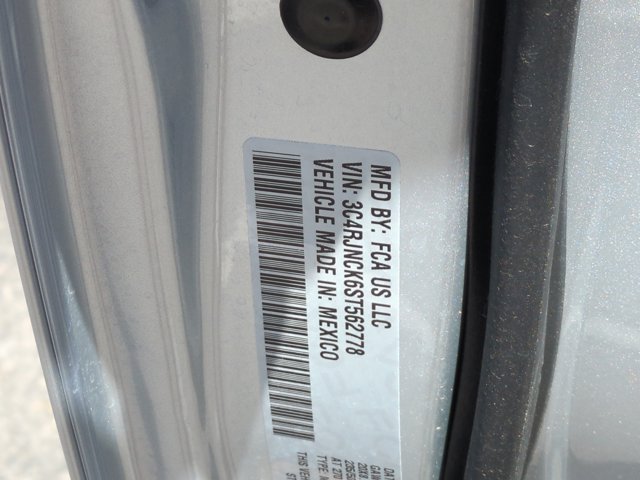 MFD BY: FCA US LLC
VIN: 3C4RJNCK6ST562778
VEHICLE MADE IN: MEXICO